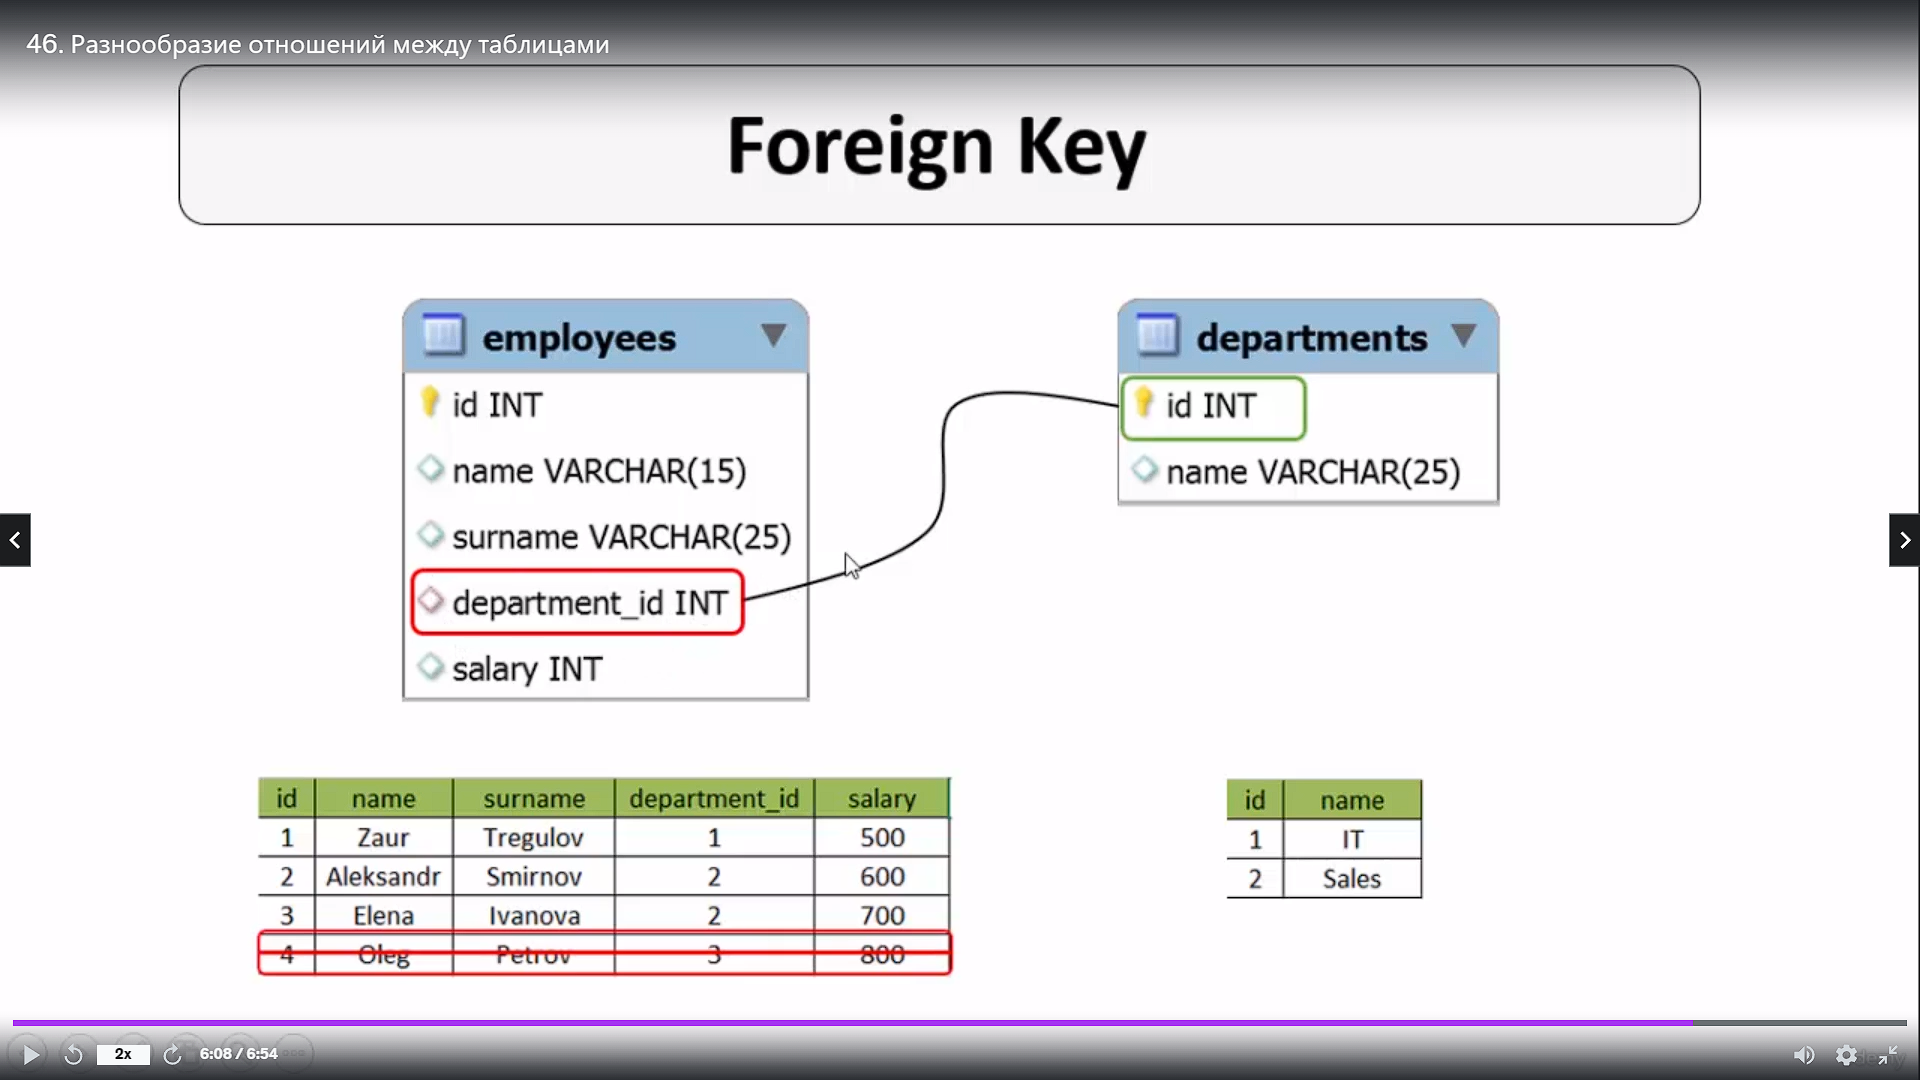 46. Разнообразие отношений между таблицами
Foreign Key
employees
id INT
name VARCHAR(15)
surname VARCHAR(25)
department_id INT
salary INT
departments
id INT
name VARCHAR(25)
id name surname department_id salary
1 Zaur Tregulov 1 500
2 Aleksandr Smirnov 2 600
3 Elena Ivanova 2 700
4 Oleg Petrov 3 800
id name
1 IT
2 Sales
2x
6:08 / 6:54